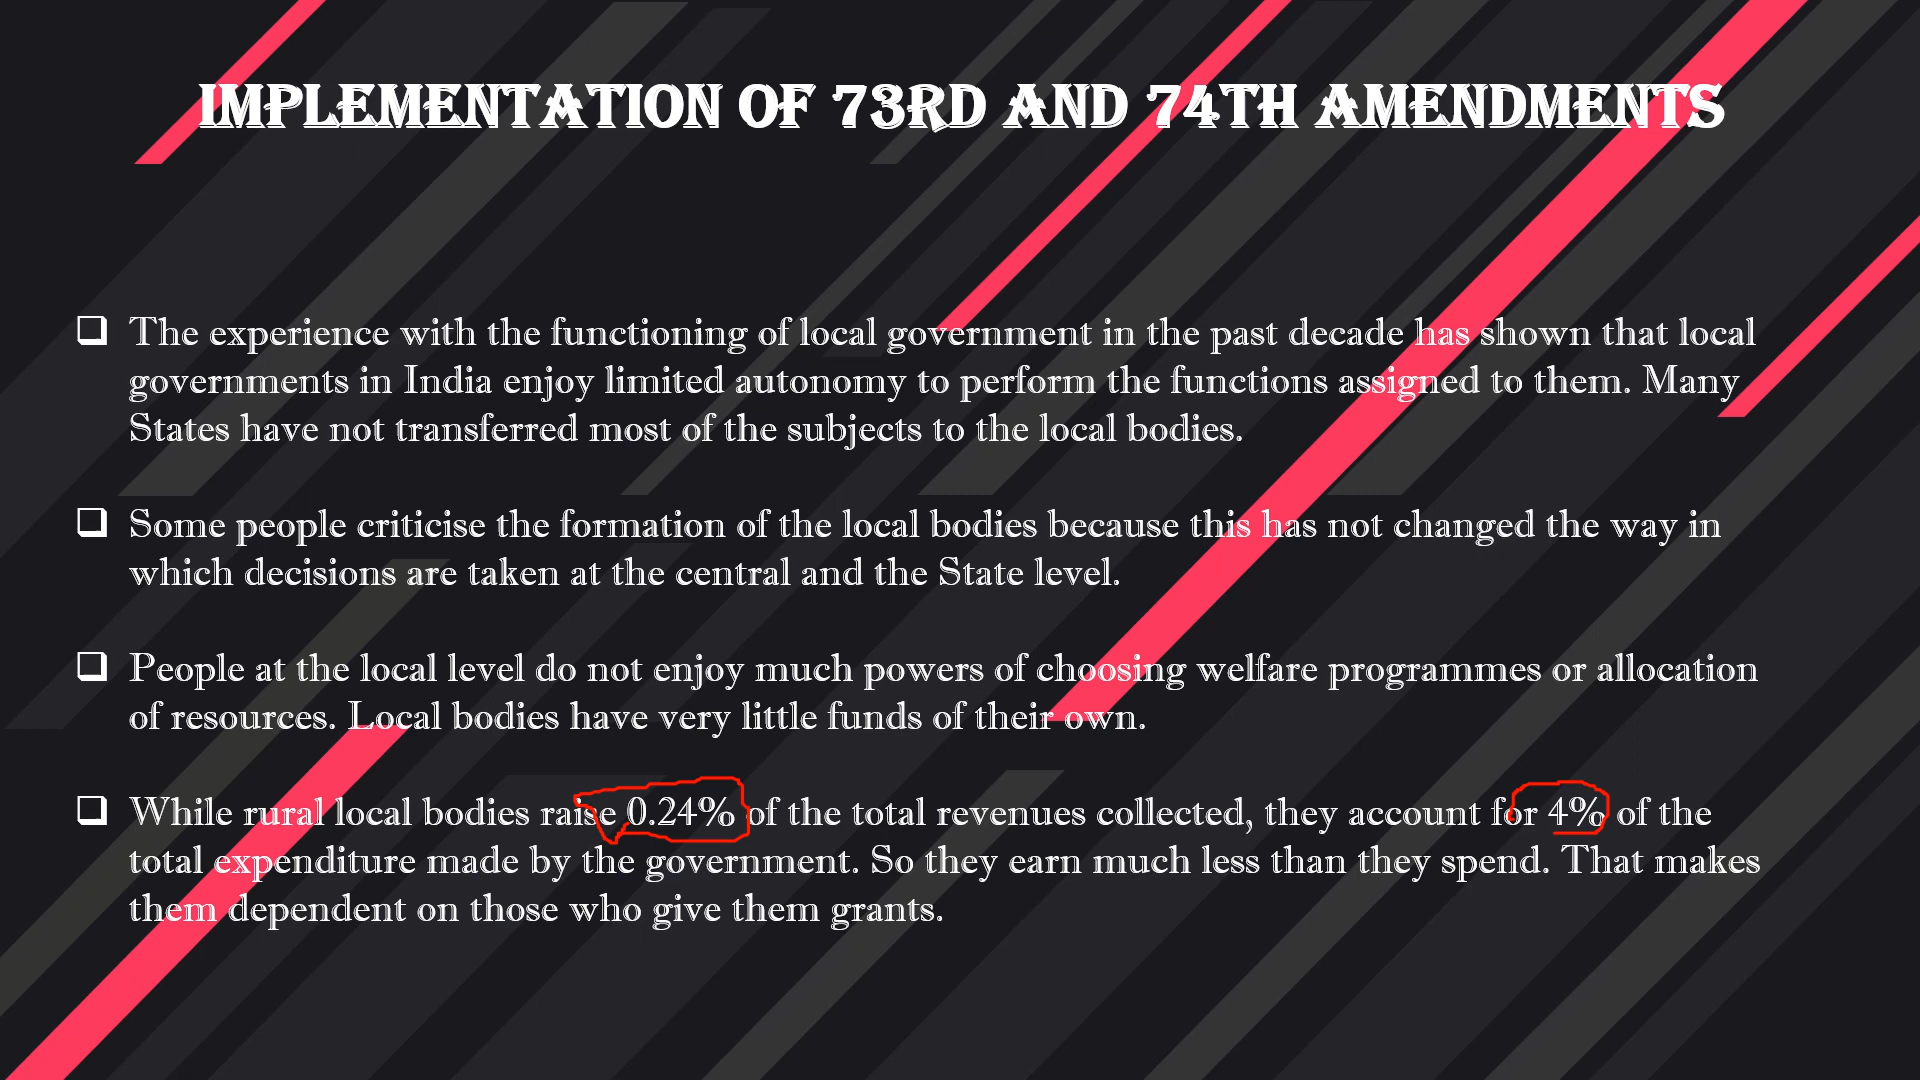 IMPLEMENTATION OF 73RD AND 74TH AMENDMENTS
The experience with the functioning of local government in the past decade has shown that local
governments in India enjoy limited autonomy to perform the functions assigned to them. Many
States have not transferred most of the subjects to the local bodies.
Some people criticise the formation of the local bodies because this has not changed the way in
which decisions are taken at the central and the State level.
People at the local level do not enjoy much powers of choosing welfare programmes or allocation
of resources. Local bodies have very little funds of their own.
While rural local bodies raise 0.24% of the total revenues collected, they account for 4% of the
total expenditure made by the government. So they earn much less than they spend. That makes
them dependent on those who give them grants.